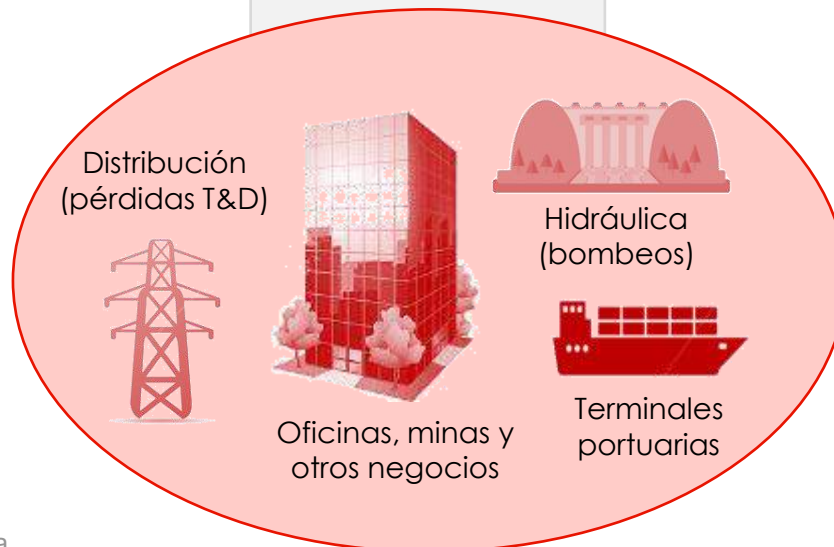 Distribución
(pérdidas T&D)
Hidráulica
(bombeos)
Oficinas, minas y
otros negocios
Terminales
portuarias